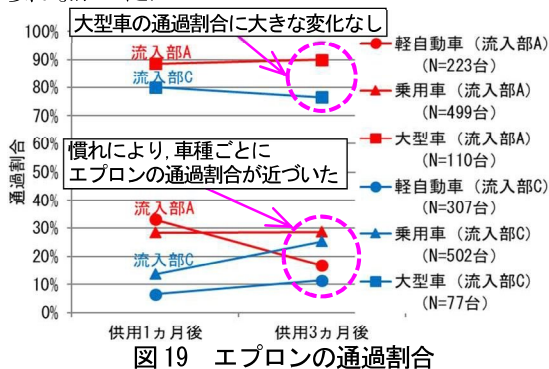 大型車の通過割合に大きな変化なし
100%
90%
80%
70%
60%
50%
40%
30%
20%
10%
0%
通過割合
流入部A
流入部C
慣れにより,車種ごとに
エプロンの通過割合が近づいた
流入部A
流入部C
供用1ヵ月後
供用3ヵ月後
軽自動車（流入部A）
(N=223台)
乗用車（流入部A）
(N=499台)
大型車（流入部A）
(N=110台)
軽自動車（流入部C）
(N=307台)
乗用車（流入部C）
(N=502台)
大型車（流入部C）
(N=77台)
図19　エプロンの通過割合